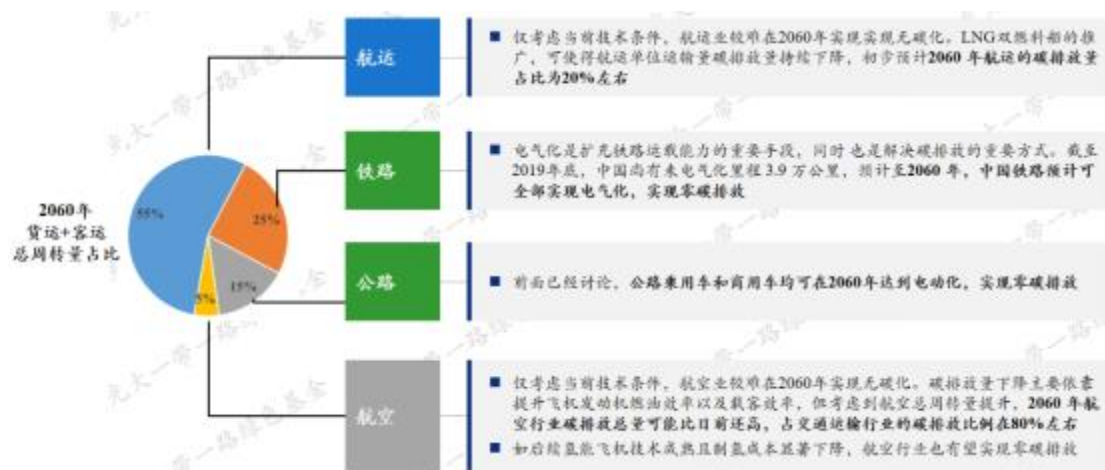 航运
仅考虑当前技术条件，航运业较难在2060年实现实现无碳化。LNG双燃料船的推
广，可使得航运单位运输量碳排放量持续下降，初步预计2060 年航运的碳排放量
占比为20%左右
铁路
电气化是扩充铁路运载能力的重要手段，同时 也是解决碳排放的重要方式。截至
2019年底，中国尚有未电气化里程 3.9 万公里，预计至2060 年，中国铁路预计可
全部实现电气化，实现零碳排放
2060年
货运+客运
总周转量占比
55%
25%
15%
5%
公路
前面已经讨论，公路乘用车和商用车均可在2060年达到电动化，实现零碳排放
航空
仅考虑当前技术条件，航空业较难在2060年实现无碳化。碳排放量下降主要依靠
提升飞机发动机燃油效率以及载客效率，但考虑到航空总周转量提升，2060 年航
空行业碳排放总量可能比目前还高，占交通运输行业的碳排放比例在80%左右
如后续氢能飞机技术成熟且制氢成本显著下降，航空行业也有望实现零碳排放
光大一带一路绿色基金